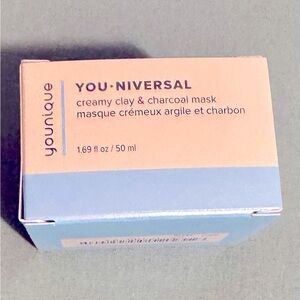 younique
YOU·NIVERSAL
creamy clay & charcoal mask
masque crémeux argile et charbon
1.69 fl oz / 50 ml